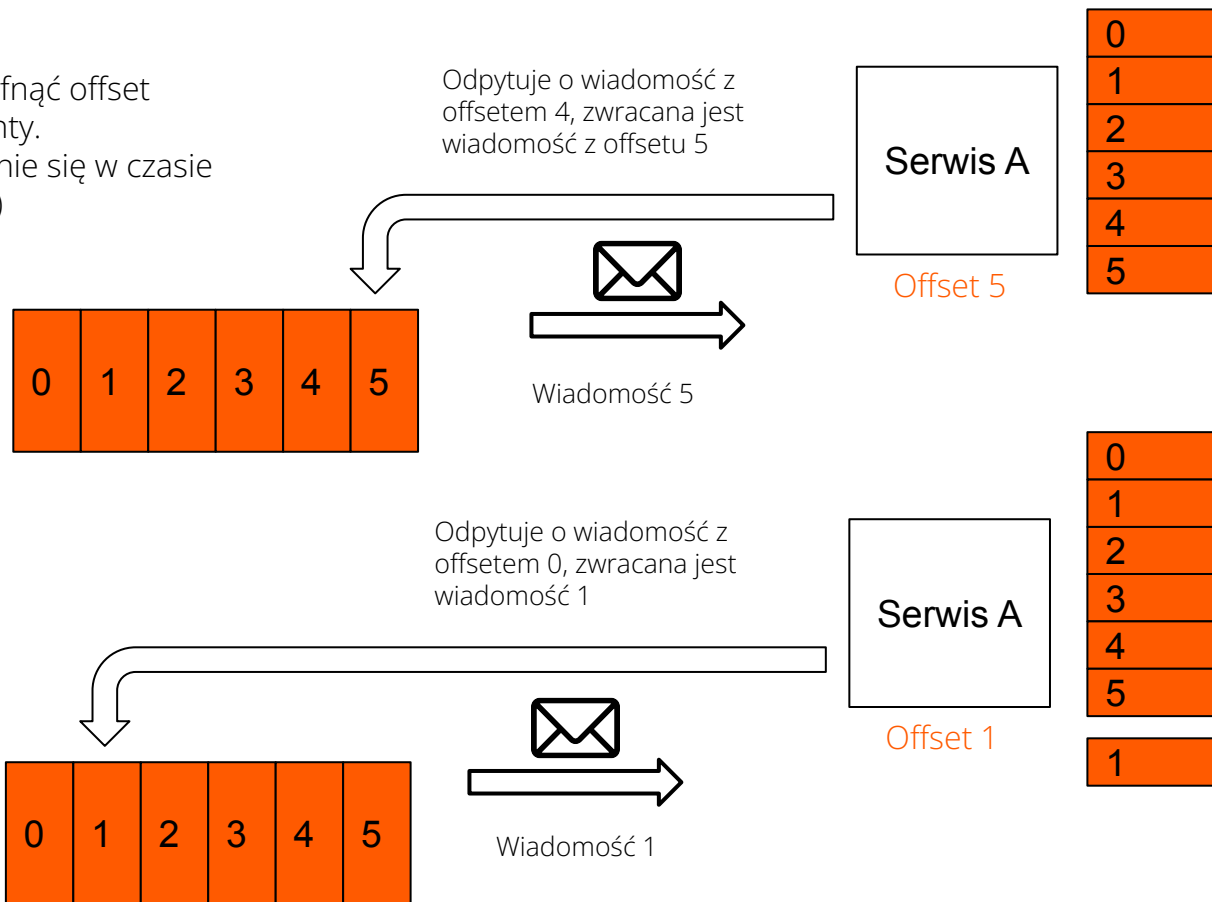 fnąć offset
nty.
nie się w czasie
)
Odpytuje o wiadomość z
offsetem 4, zwracana jest
wiadomość z offsetu 5
Serwis A
Offset 5
0
1
2
3
4
5
0 1 2 3 4 5
Wiadomość 5
Odpytuje o wiadomość z
offsetem 0, zwracana jest
wiadomość 1
Serwis A
Offset 1
0
1
2
3
4
5
1
0 1 2 3 4 5
Wiadomość 1